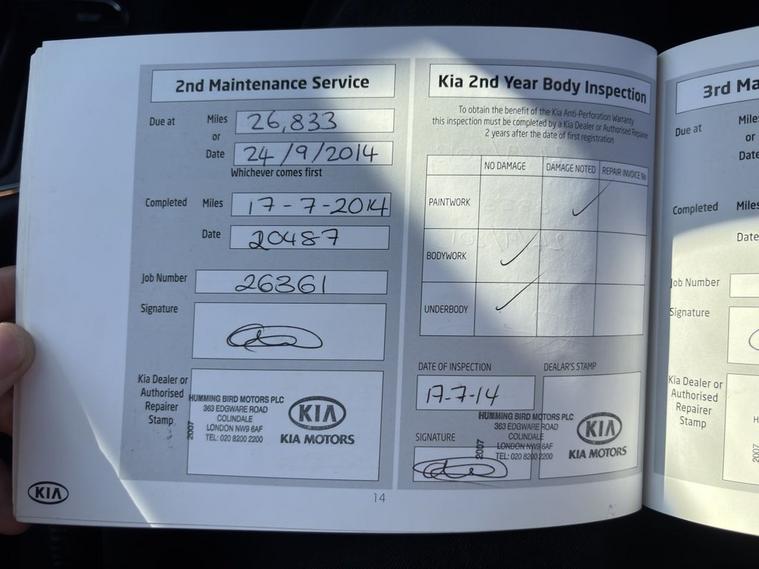 2nd Maintenance Service
Due at Miles 26,833
or
Date 24/9/2014
Whichever comes first
Completed Miles 17-7-2014
Date 20487
Job Number 26361
Signature
Kia Dealer or
Authorised
Repairer
Stamp
2007
HUMMING BIRD MOTORS PLC
363 EDGWARE ROAD
COLINDALE
LONDON NW9 6AF
TEL: 020 8200 2200
KIA
KIA MOTORS
KIA
14
Kia 2nd Year Body Inspection
To obtain the benefit of the Kia Anti-Perforation Warranty
this inspection must be completed by a Kia Dealer or Authorised Repairer
2 years after the date of first registration
NO DAMAGE DAMAGE NOTED REPAIR INVOICE No
PAINTWORK
BODYWORK
UNDERBODY
DATE OF INSPECTION DEALAR'S STAMP
17-7-14
HUMMING BIRD MOTORS PLC
363 EDGWARE ROAD
COLINDALE
LONDON NW9 6AF
TEL: 020 8200 2200
2007
KIA
KIA MOTORS
SIGNATURE
3rd Ma
Due at Mile
or
Date
Completed Miles
Date
Job Number
Signature
Kia Dealer or
Authorised
Repairer
Stamp
2007
H